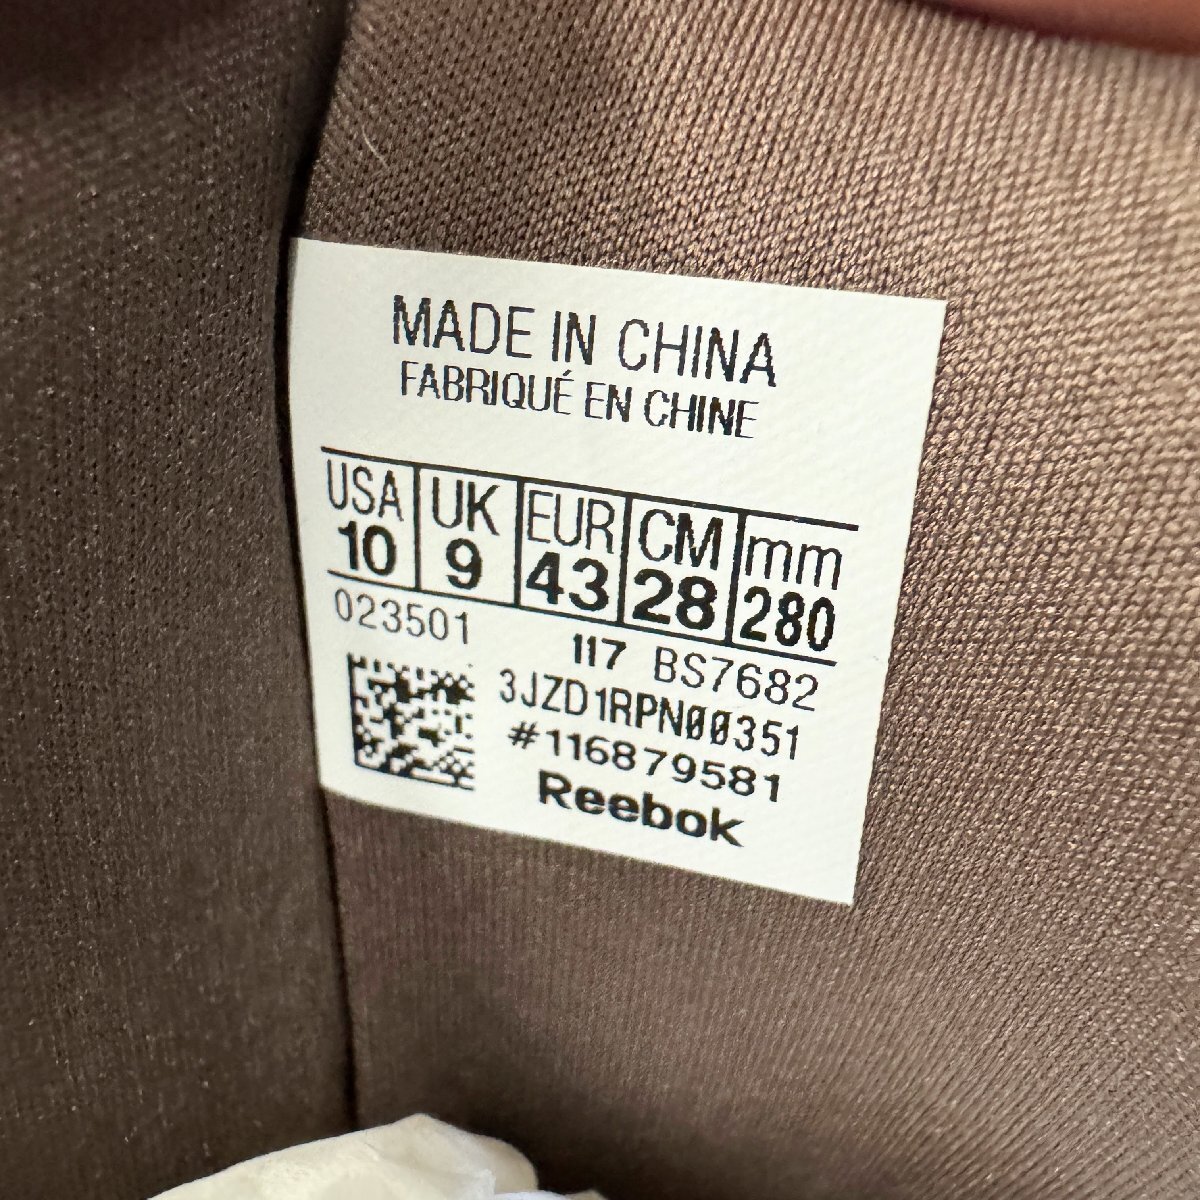 MADE IN CHINA
FABRIQUÉ EN CHINE
USA UK EUR CM mm
10 9 43 28 280
023501 117 BS7682
3JZD1RPN00351
#116879581
Reebok